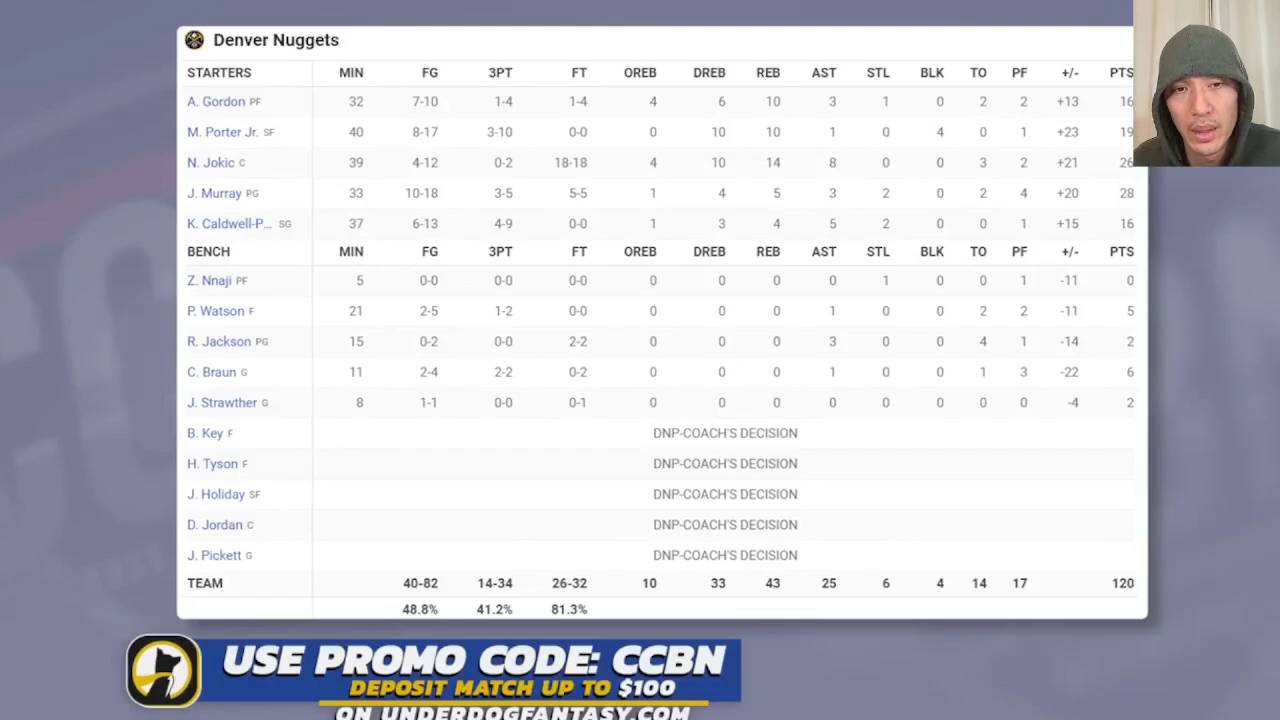 Denver Nuggets
STARTERS MIN FG 3PT FT OREB DREB REB AST STL BLK TO PF +/- PTS
A. Gordon PF 32 7-10 1-4 1-4 4 6 10 3 1 0 2 2 +13 16
M. Porter Jr. SF 40 8-17 3-10 0-0 0 10 10 1 0 4 0 1 +23 19
N. Jokic C 39 4-12 0-2 18-18 4 10 14 8 0 0 3 2 +21 26
J. Murray PG 33 10-18 3-5 5-5 1 4 5 3 2 0 2 4 +20 28
K. Caldwell-P... SG 37 6-13 4-9 0-0 1 3 4 5 2 0 0 1 +15 16
BENCH MIN FG 3PT FT OREB DREB REB AST STL BLK TO PF +/- PTS
Z. Nnaji PF 5 0-0 0-0 0-0 0 0 0 0 1 0 0 1 -11 0
P. Watson F 21 2-5 1-2 0-0 0 0 0 1 0 0 2 2 -11 5
R. Jackson PG 15 0-2 0-0 2-2 0 0 0 3 0 0 4 1 -14 2
C. Braun G 11 2-4 2-2 0-2 0 0 0 1 0 0 1 3 -22 6
J. Strawther G 8 1-1 0-0 0-1 0 0 0 0 0 0 0 0 -4 2
B. Key F DNP-COACH'S DECISION
H. Tyson F DNP-COACH'S DECISION
J. Holiday SF DNP-COACH'S DECISION
D. Jordan C DNP-COACH'S DECISION
J. Pickett G DNP-COACH'S DECISION
TEAM 40-82 14-34 26-32 10 33 43 25 6 4 14 17 120
48.8% 41.2% 81.3%
USE PROMO CODE: CCBN
DEPOSIT MATCH UP TO $100
ON UNDERDOGFANTASY.COM